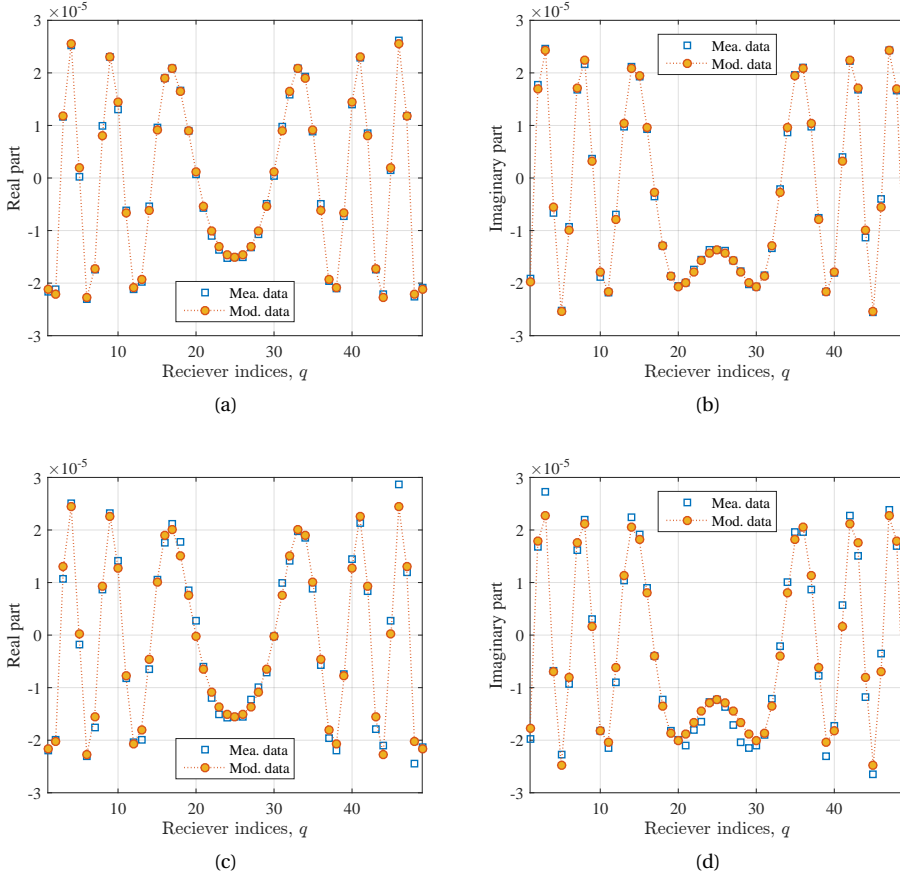 ×10⁻⁵
3
2
1
0
-1
-2
-3
Real part
Mea. data
Mod. data
10 20 30 40
Reciever indices, q
(a)
×10⁻⁵
3
2
1
0
-1
-2
-3
Imaginary part
Mea. data
Mod. data
10 20 30 40
Reciever indices, q
(b)
×10⁻⁵
3
2
1
0
-1
-2
-3
Real part
Mea. data
Mod. data
10 20 30 40
Reciever indices, q
(c)
×10⁻⁵
3
2
1
0
-1
-2
-3
Imaginary part
Mea. data
Mod. data
10 20 30 40
Reciever indices, q
(d)